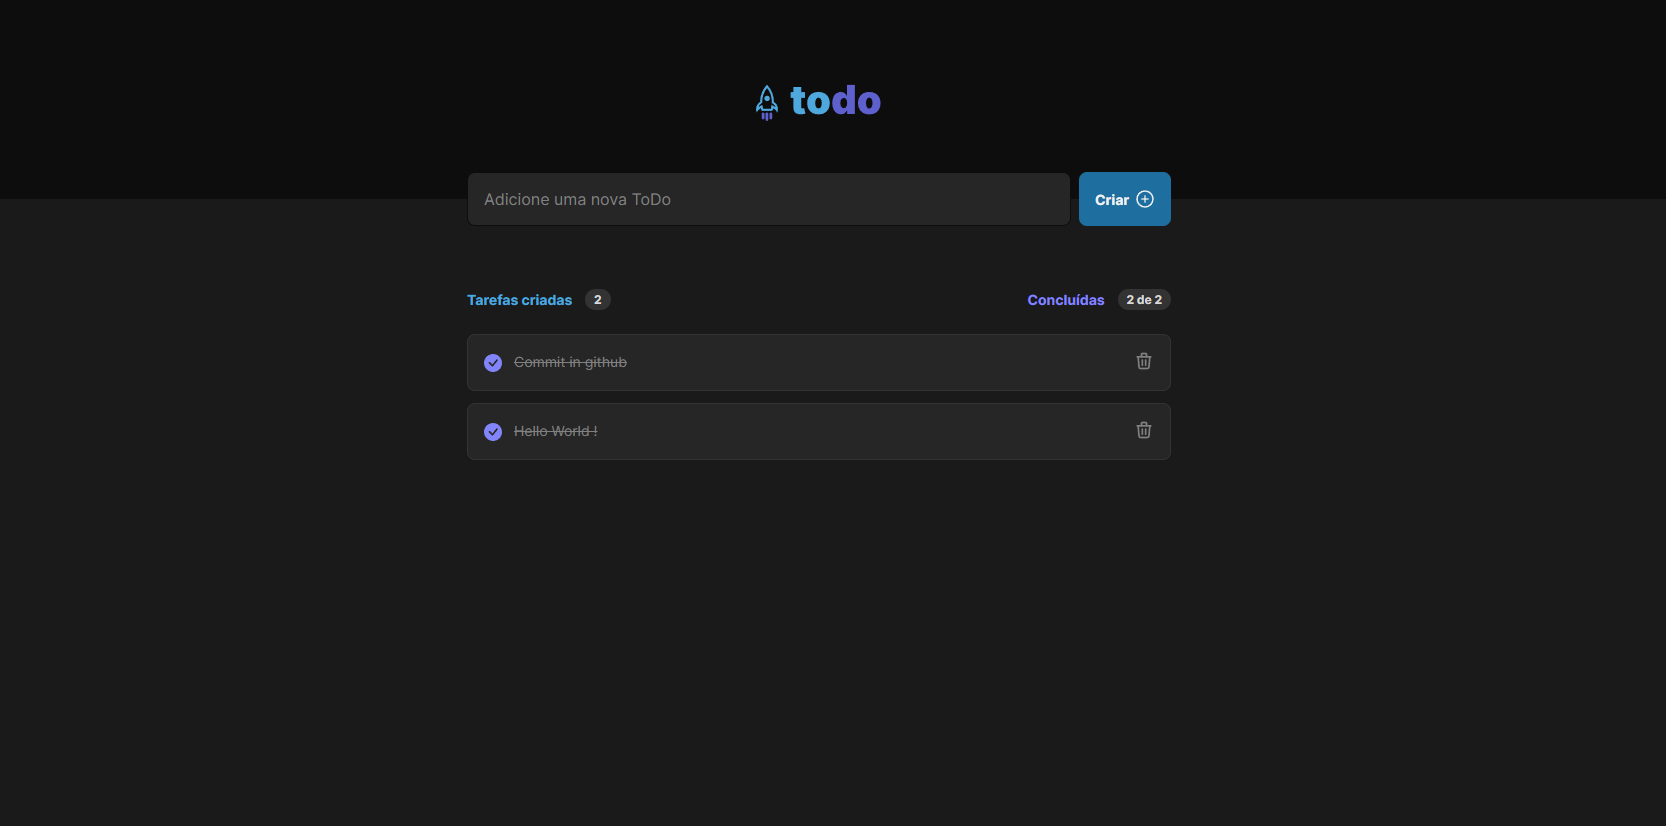 todo
Adicione uma nova ToDo
Criar
Tarefas criadas 2
Concluídas 2 de 2
Commit in github
Hello World !